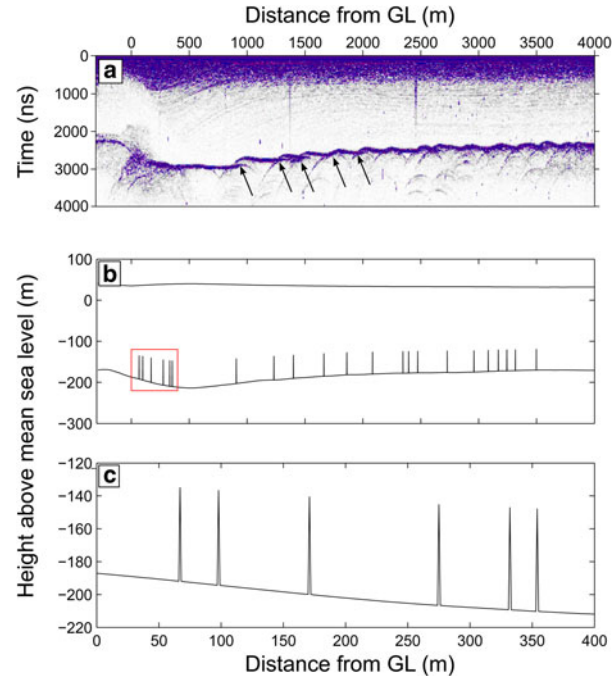 Distance from GL (m)
0 500 1000 1500 2000 2500 3000 3500 4000
a
0
1000
2000
3000
4000
Time (ns)
b
100
0
−100
−200
−300
Height above mean sea level (m)
c
−120
−140
−160
−180
−200
−220
0 50 100 150 200 250 300 350 400
Distance from GL (m)